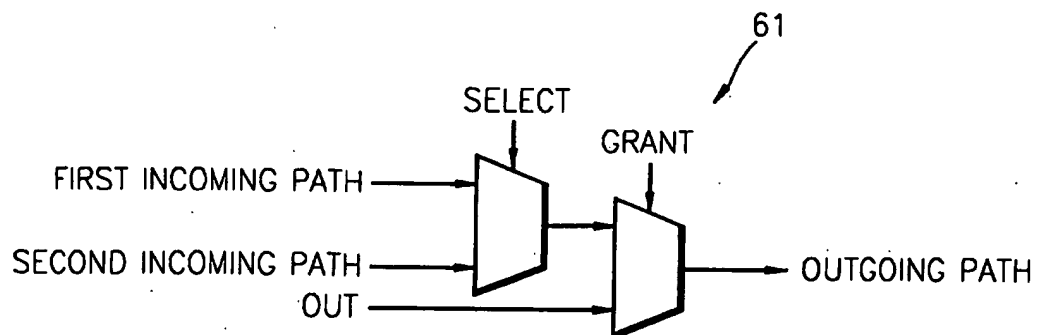 61
SELECT
GRANT
FIRST INCOMING PATH
SECOND INCOMING PATH
OUT
OUTGOING PATH